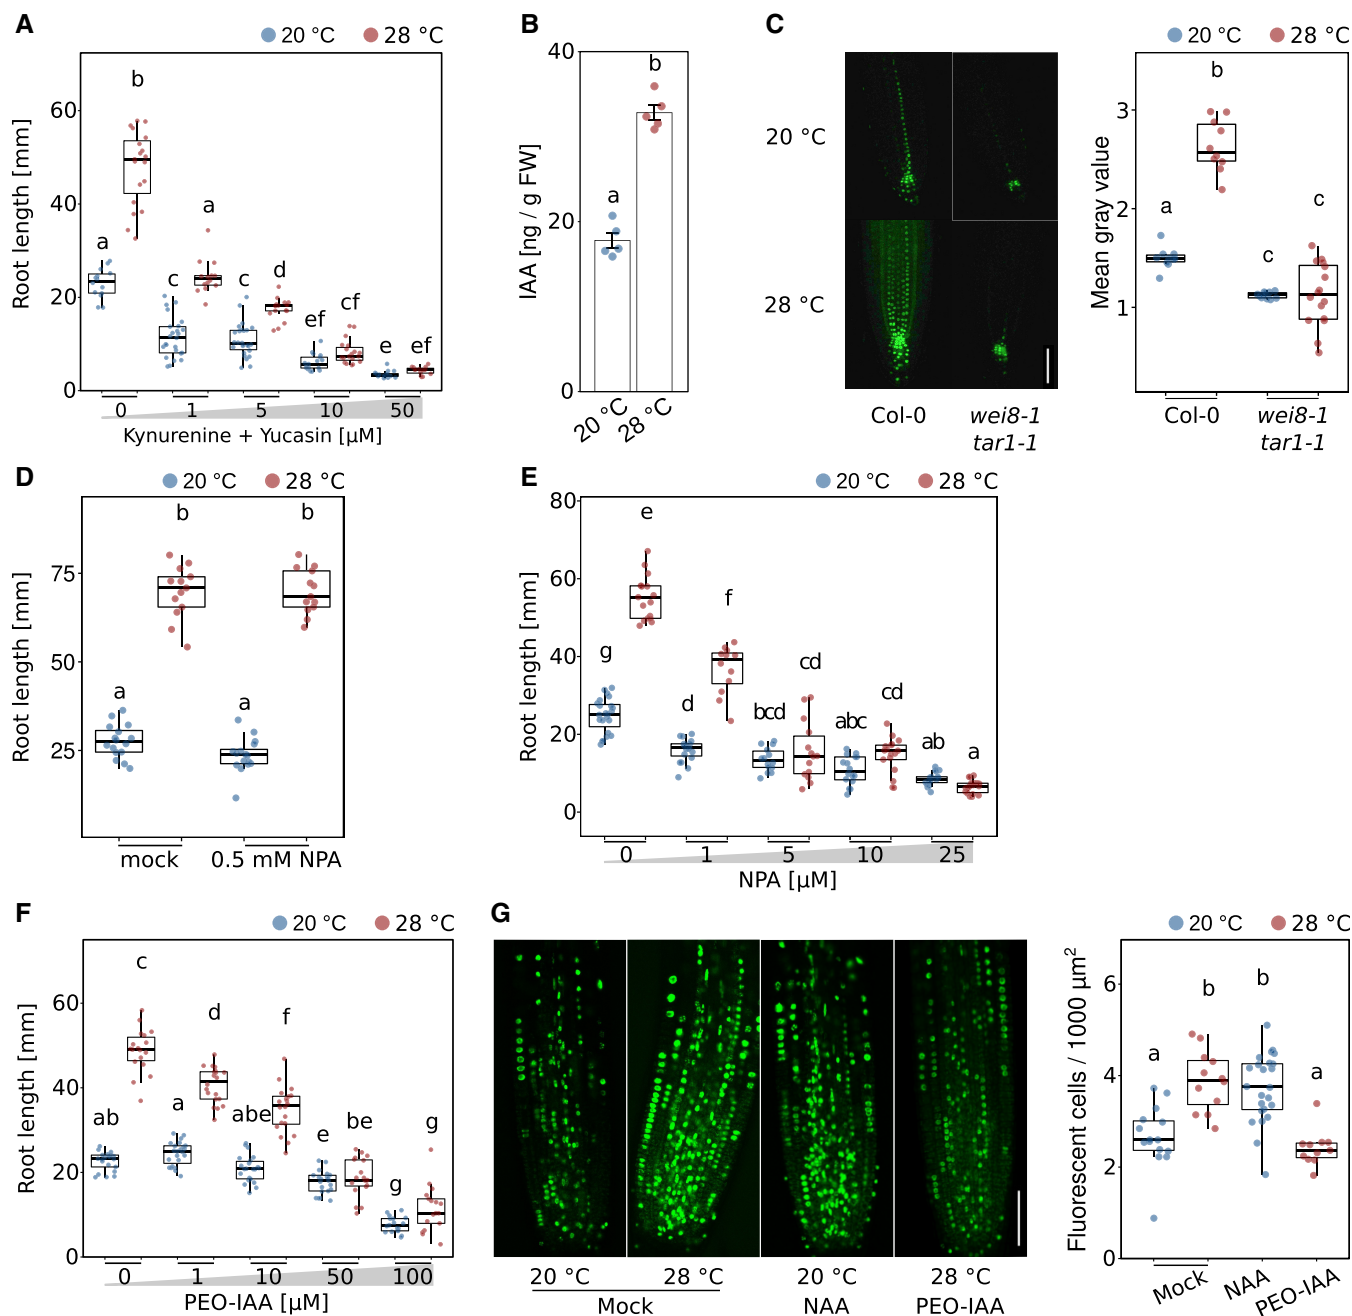 A
20 °C
28 °C
Root length [mm]
60
40
20
0
a
b
c
a
c
d
ef
cf
e
ef
0
1
5
10
50
Kynurenine + Yucasin [µM]
B
IAA [ng / g FW]
40
20
0
a
b
20 °C
28 °C
C
20 °C
28 °C
Col-0
wei8-1
tar1-1
20 °C
28 °C
Mean gray value
3
2
1
a
b
c
c
Col-0
wei8-1
tar1-1
D
20 °C
28 °C
Root length [mm]
75
50
25
a
b
a
b
mock
0.5 mM NPA
E
20 °C
28 °C
Root length [mm]
80
60
40
20
0
g
e
d
f
bcd
cd
abc
cd
ab
a
0
1
5
10
25
NPA [µM]
F
20 °C
28 °C
Root length [mm]
60
40
20
0
ab
c
a
d
abe
f
e
be
g
g
0
1
10
50
100
PEO-IAA [µM]
G
20 °C
28 °C
20 °C
28 °C
Mock
NAA
PEO-IAA
20 °C
28 °C
Fluorescent cells / 1000 µm²
6
4
2
0
a
b
b
a
Mock
NAA
PEO-IAA